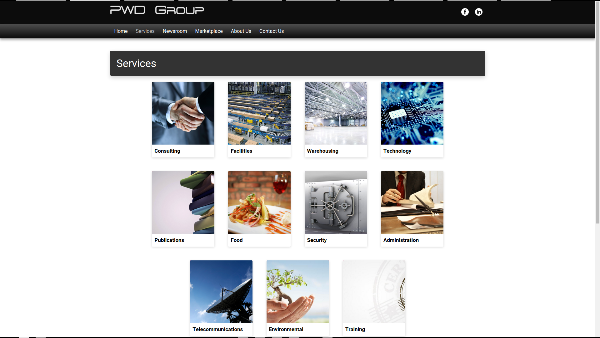 PWD Group
Home Services Newsroom Marketplace About Us Contact Us
Services
Consulting Facilities Warehousing Technology
Publications Food Security Administration
Telecommunications Environmental Training